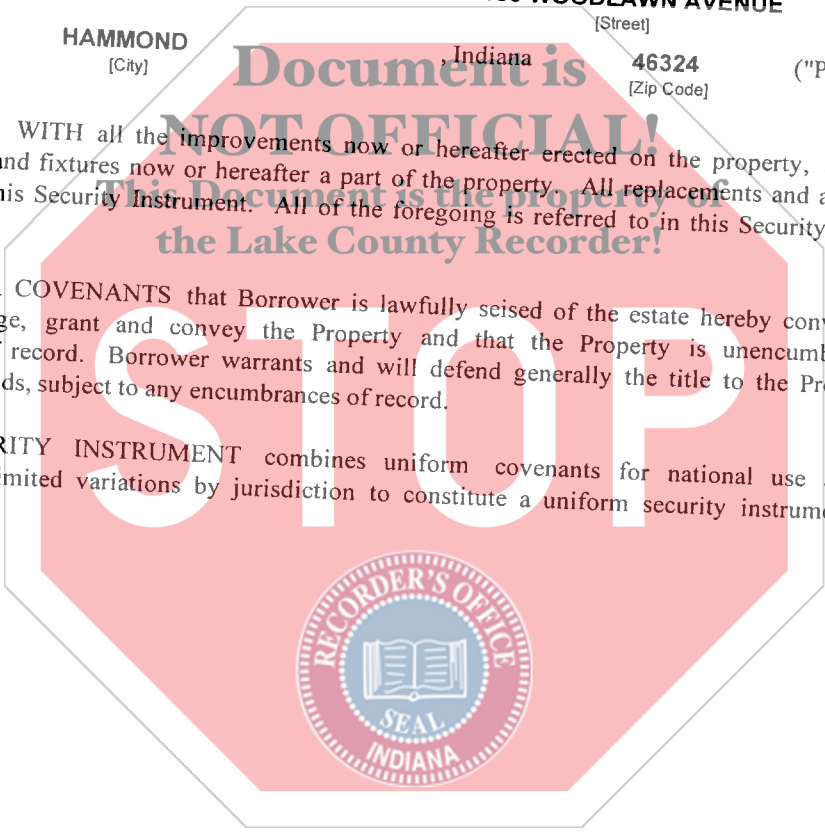 WOODLAWN AVENUE
[Street]
HAMMOND , Indiana 46324 ("P
[City] [Zip Code]
Document is
NOT OFFICIAL!
This Document is the property of
the Lake County Recorder!
WITH all the improvements now or hereafter erected on the property,
and fixtures now or hereafter a part of the property. All replacements and a
his Security Instrument. All of the foregoing is referred to in this Security
COVENANTS that Borrower is lawfully seised of the estate hereby conv
ge, grant and convey the Property and that the Property is unencumb
record. Borrower warrants and will defend generally the title to the Pro
ds, subject to any encumbrances of record.
RITY INSTRUMENT combines uniform covenants for national use
imited variations by jurisdiction to constitute a uniform security instrume
STOP
RECORDER'S OFFICE
SEAL
INDIANA